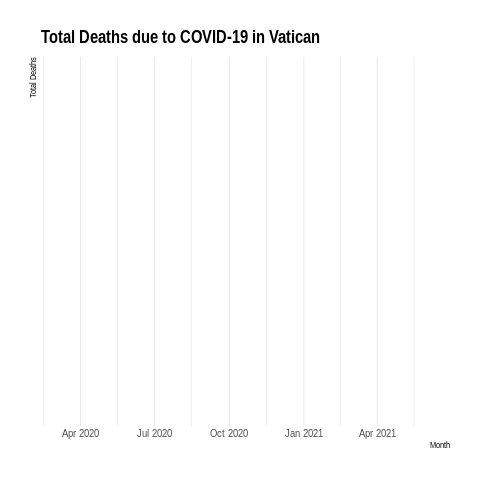 Total Deaths due to COVID-19 in Vatican
Total Deaths
Apr 2020 Jul 2020 Oct 2020 Jan 2021 Apr 2021
Month